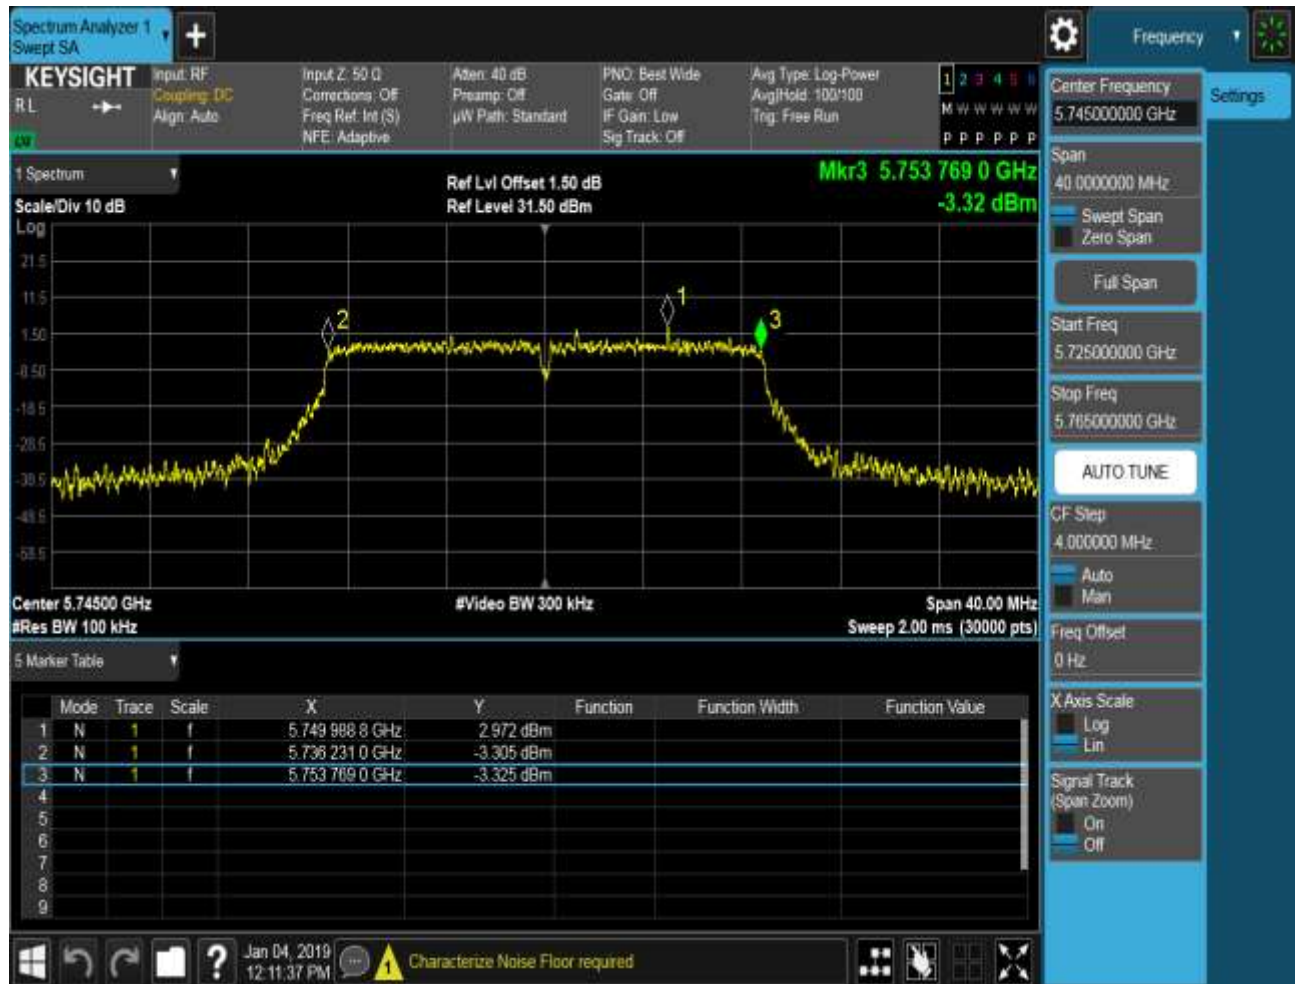 Spectrum Analyzer 1
Swept SA
Frequency
KEYSIGHT
RL
Input: RF
Coupling: DC
Align: Auto
Input Z: 50 Ω
Corrections: Off
Freq Ref: Int (S)
NFE: Adaptive
Atten: 40 dB
Preamp: Off
µW Path: Standard
PNO: Best Wide
Gate: Off
IF Gain: Low
Sig Track: Off
Avg Type: Log-Power
Avg|Hold: 100/100
Trig: Free Run
1 2 3 4 5 6
M W W W W W
P P P P P P
1 Spectrum
Scale/Div 10 dB
Ref Lvl Offset 1.50 dB
Ref Level 31.50 dBm
Mkr3 5.753 769 0 GHz
-3.32 dBm
Log
21.5
11.5
1.50
-8.50
-18.5
-28.5
-38.5
-48.5
-58.5
2
1
3
Center 5.74500 GHz
#Video BW 300 kHz
Span 40.00 MHz
#Res BW 100 kHz
Sweep 2.00 ms (30000 pts)
5 Marker Table
Mode Trace Scale X Y Function Function Width Function Value
1 N 1 f 5.749 988 8 GHz 2.972 dBm
2 N 1 f 5.736 231 0 GHz -3.305 dBm
3 N 1 f 5.753 769 0 GHz -3.325 dBm
4
5
6
7
8
9
Jan 04, 2019
12:11:37 PM
1
Characterize Noise Floor required
?
Center Frequency
5.745000000 GHz
Settings
Span
40.0000000 MHz
Swept Span
Zero Span
Full Span
Start Freq
5.725000000 GHz
Stop Freq
5.765000000 GHz
AUTO TUNE
CF Step
4.000000 MHz
Auto
Man
Freq Offset
0 Hz
X Axis Scale
Log
Lin
Signal Track
(Span Zoom)
On
Off